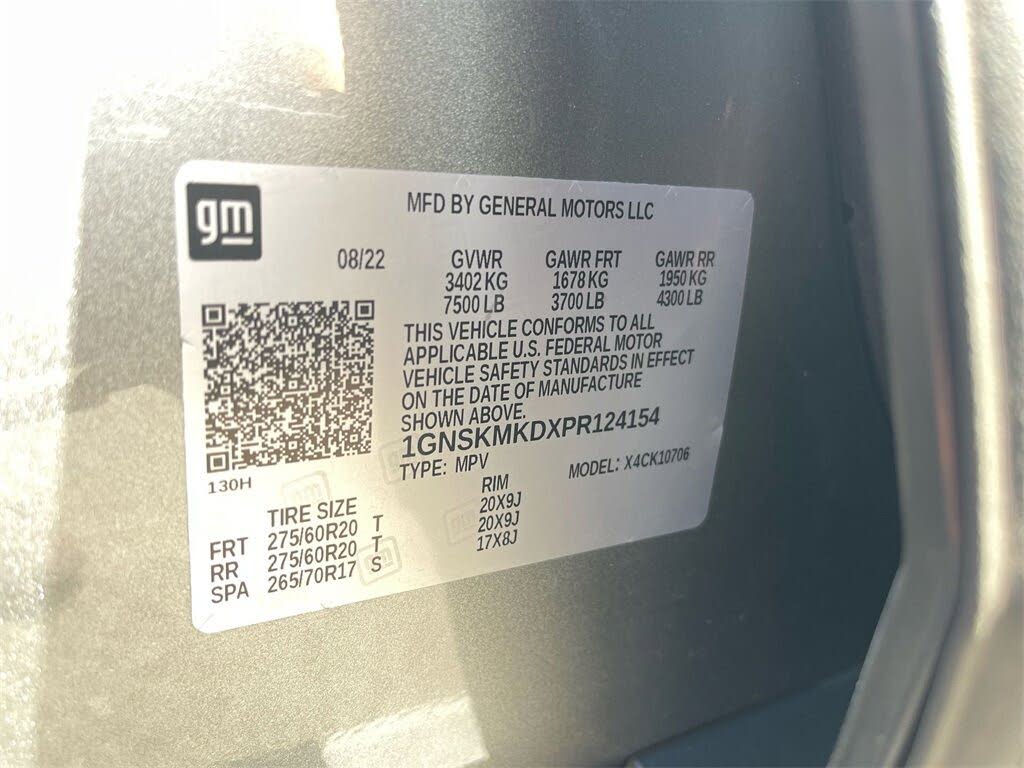 gm
MFD BY GENERAL MOTORS LLC
08/22 GVWR GAWR FRT GAWR RR
3402 KG 1678 KG 1950 KG
7500 LB 3700 LB 4300 LB
THIS VEHICLE CONFORMS TO ALL
APPLICABLE U.S. FEDERAL MOTOR
VEHICLE SAFETY STANDARDS IN EFFECT
ON THE DATE OF MANUFACTURE
SHOWN ABOVE.
1GNSKMKDXPR124154
TYPE: MPV MODEL: X4CK10706
130H
TIRE SIZE RIM
FRT 275/60R20 T 20X9J
RR 275/60R20 T 20X9J
SPA 265/70R17 S 17X8J